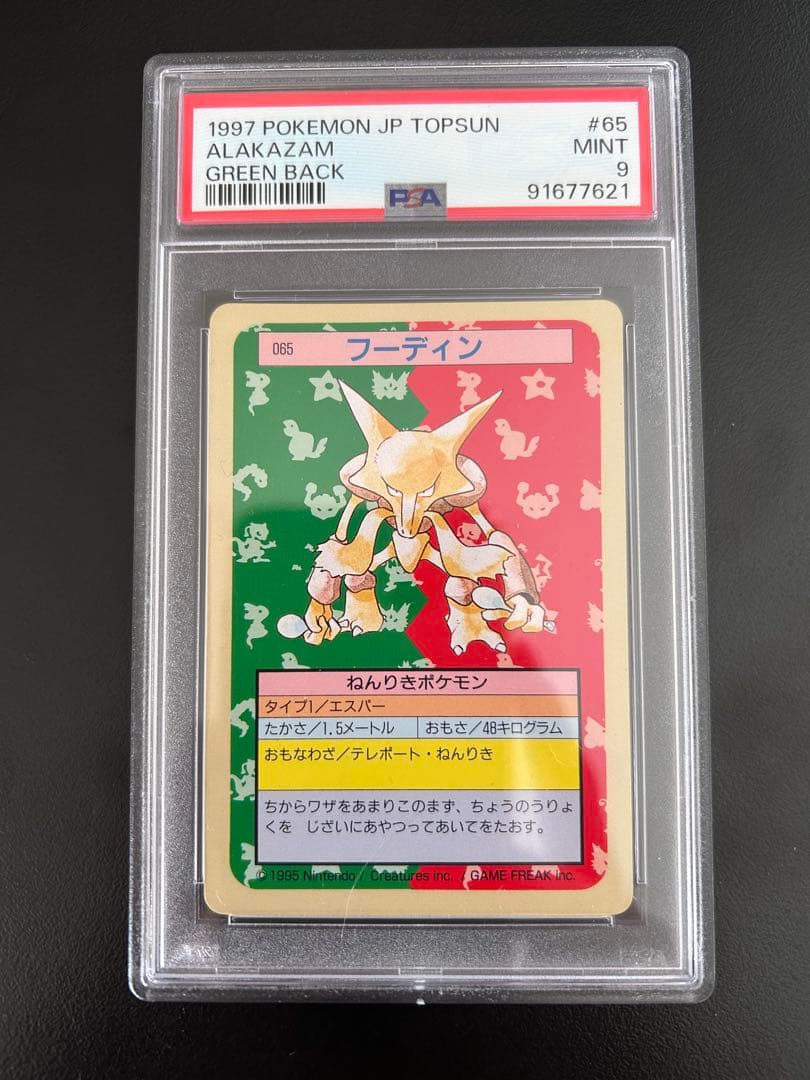 1997 POKEMON JP TOPSUN #65
ALAKAZAM MINT
GREEN BACK 9
PSA 91677621
065 フーディン
ねんりきポケモン
タイプ1/エスパー
たかさ/1.5メートル おもさ/48キログラム
おもなわざ/テレポート・ねんりき
ちからワザをあまりこのまず、ちょうのうりょ
くを じざいにあやつってあいてをたおす。
©1995 Nintendo/Creatures inc./GAME FREAK inc.